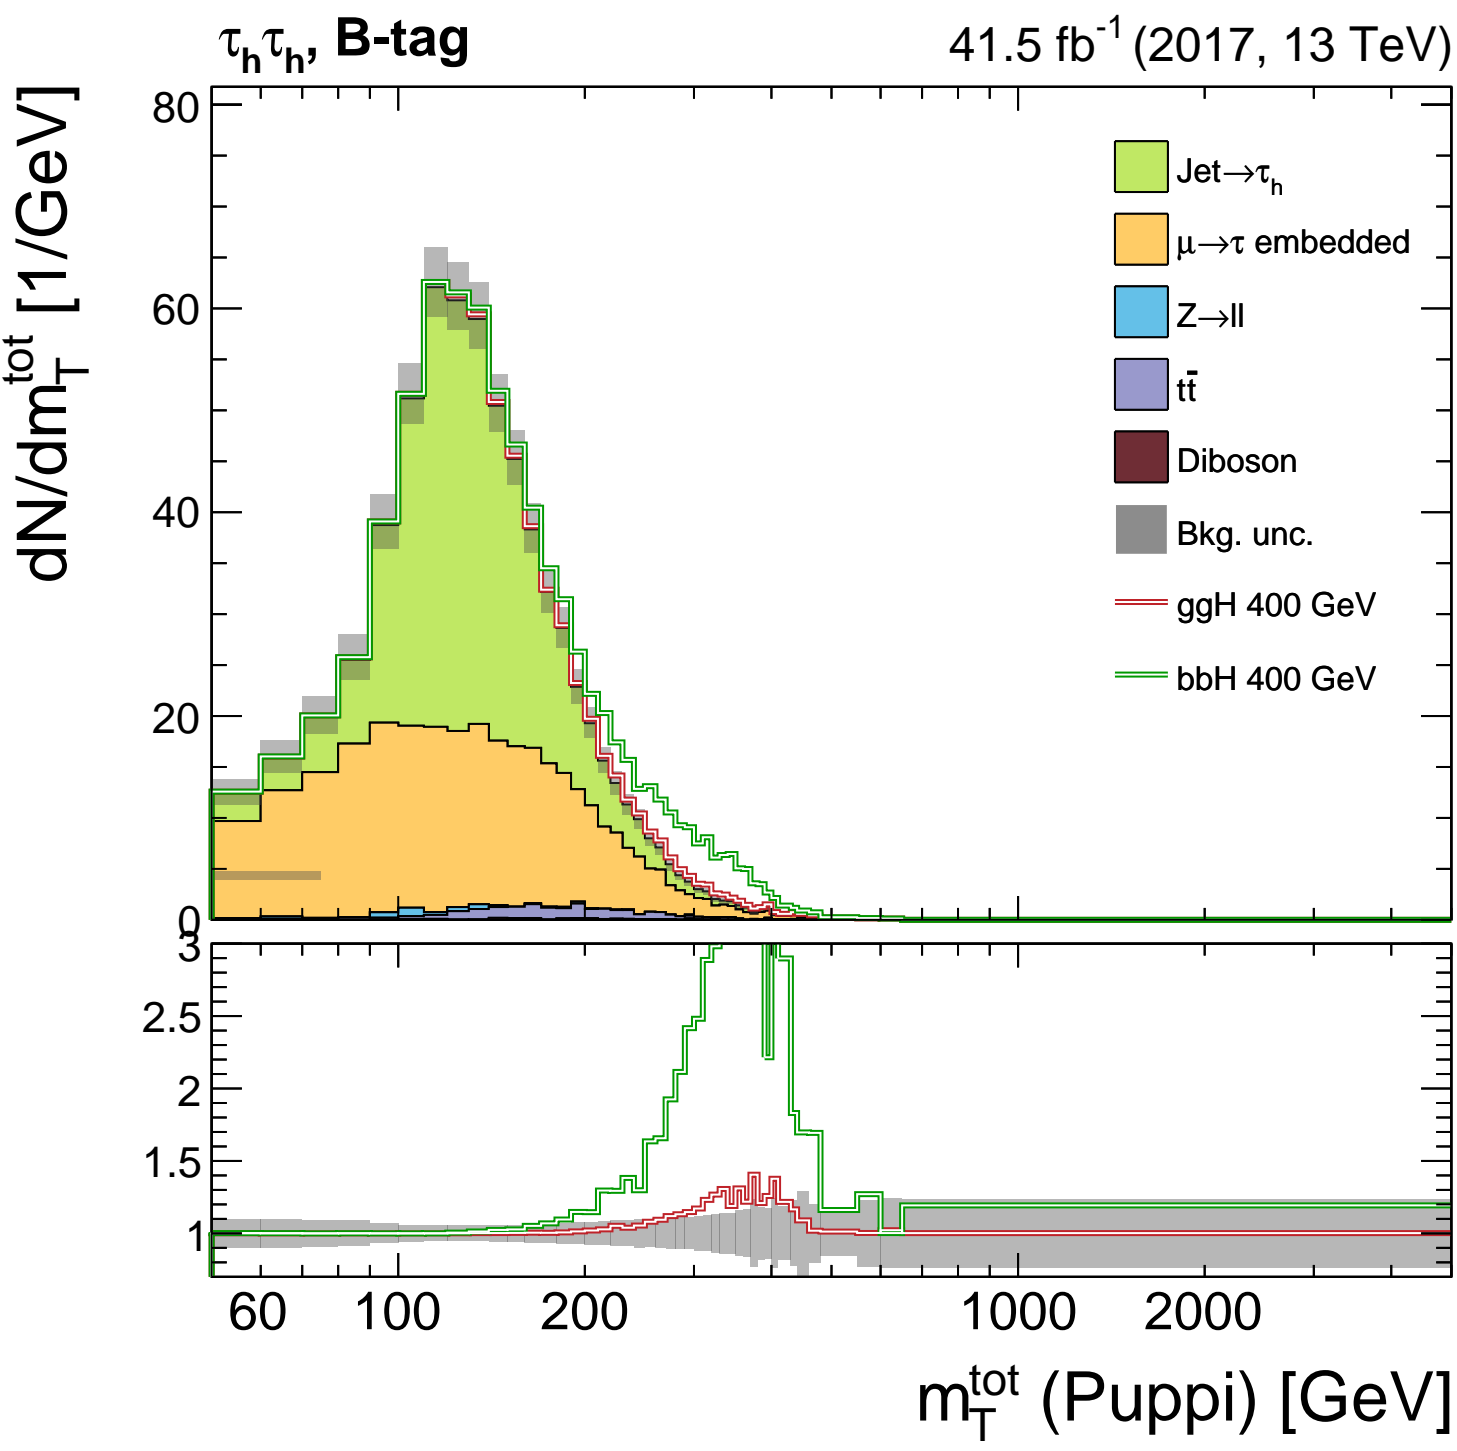 τhτh, B-tag
41.5 fb-1 (2017, 13 TeV)
dN/dmTtot [1/GeV]
80
60
40
20
0
Jet→τh
μ→τ embedded
Z→ll
tt̄
Diboson
Bkg. unc.
ggH 400 GeV
bbH 400 GeV
3
2.5
2
1.5
1
60 100 200 1000 2000
mTtot (Puppi) [GeV]